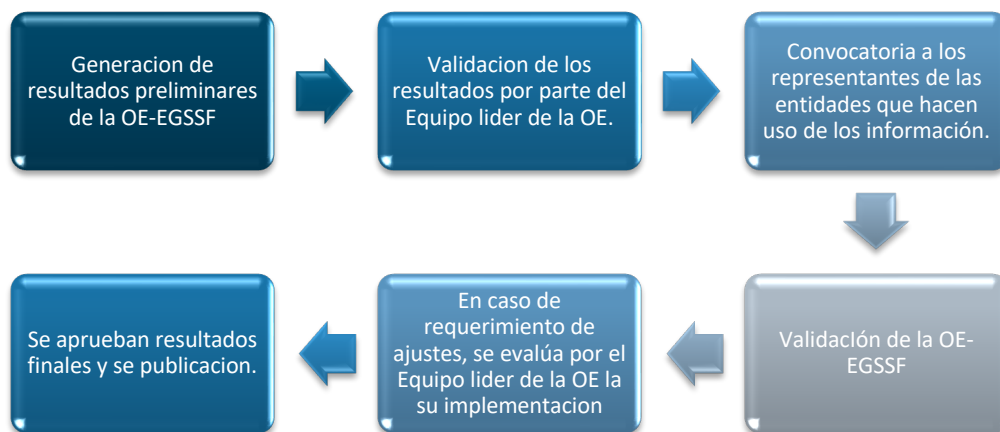 Generacion de
resultados preliminares
de la OE-EGSSF
Validacion de los
resultados por parte del
Equipo lider de la OE.
Convocatoria a los
representantes de las
entidades que hacen
uso de los información.
ValidacIón de la OE-
EGSSF
En caso de
requerimiento de
ajustes, se evalúa por el
Equipo lider de la OE la
su implementacion
Se aprueban resultados
finales y se publicacion.